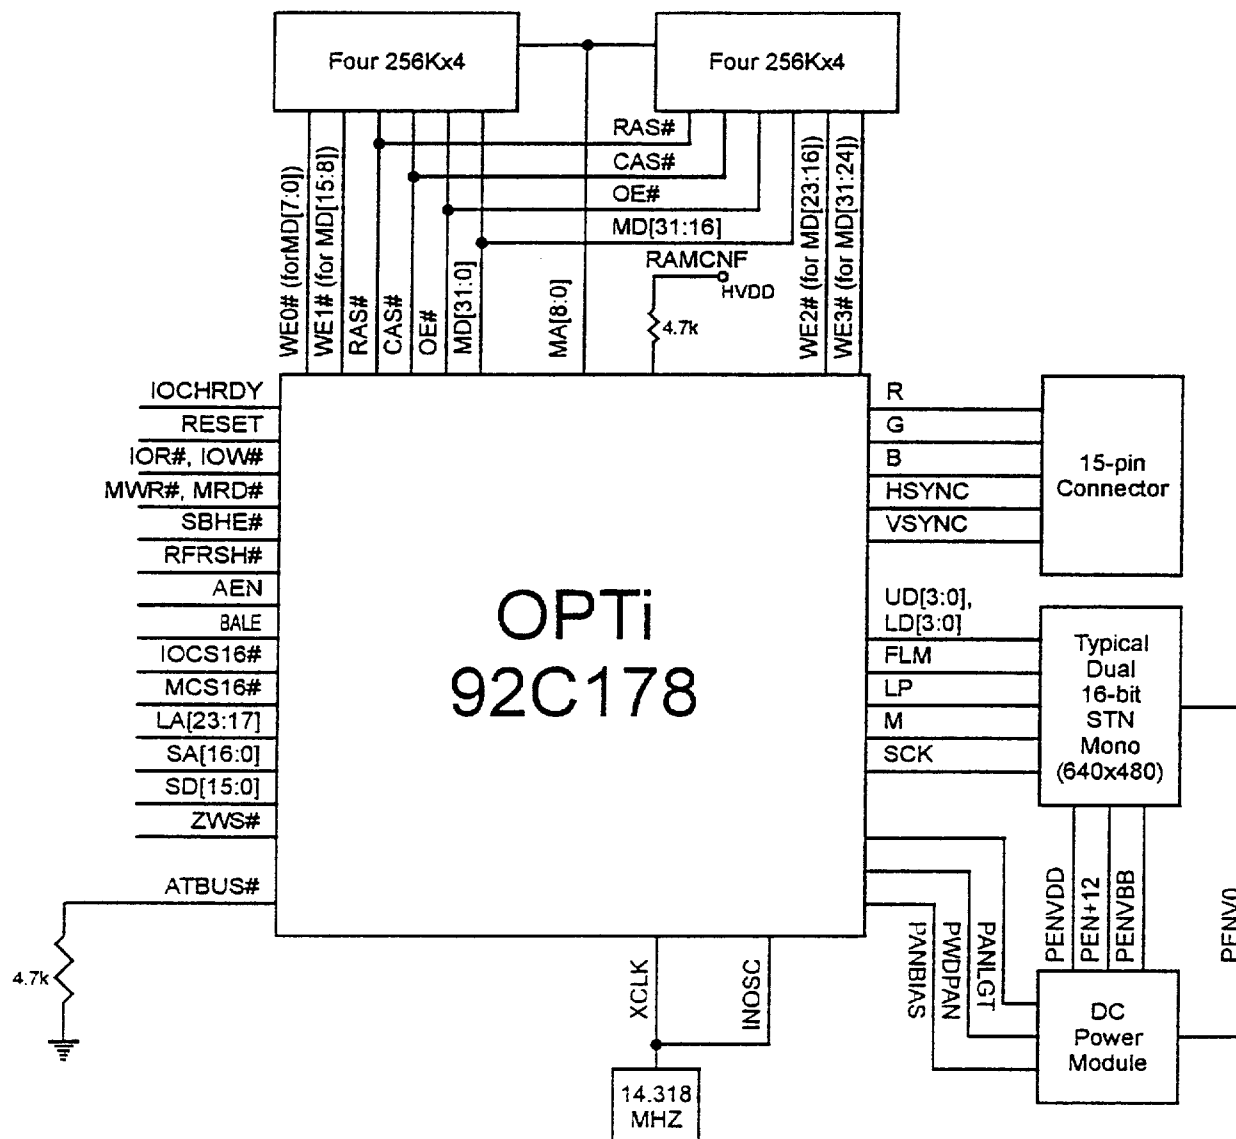 Four 256Kx4
Four 256Kx4
RAS#
CAS#
OE#
MD[31:16]
RAMCNF
HVDD
4.7k
WE0# (forMD[7:0])
WE1# (for MD[15:8])
RAS#
CAS#
OE#
MD[31:0]
MA[8:0]
WE2# (for MD[23:16])
WE3# (for MD[31:24])
IOCHRDY
RESET
IOR#, IOW#
MWR#, MRD#
SBHE#
RFRSH#
AEN
BALE
IOCS16#
MCS16#
LA[23:17]
SA[16:0]
SD[15:0]
ZWS#
ATBUS#
4.7k
OPTi
92C178
R
G
B
HSYNC
VSYNC
15-pin
Connector
UD[3:0],
LD[3:0]
FLM
LP
M
SCK
Typical
Dual
16-bit
STN
Mono
(640x480)
PANBIAS
PWDPAN
PANLGT
PENVDD
PEN+12
PENVBB
PENV0
DC
Power
Module
XCLK
INOSC
14.318
MHZ